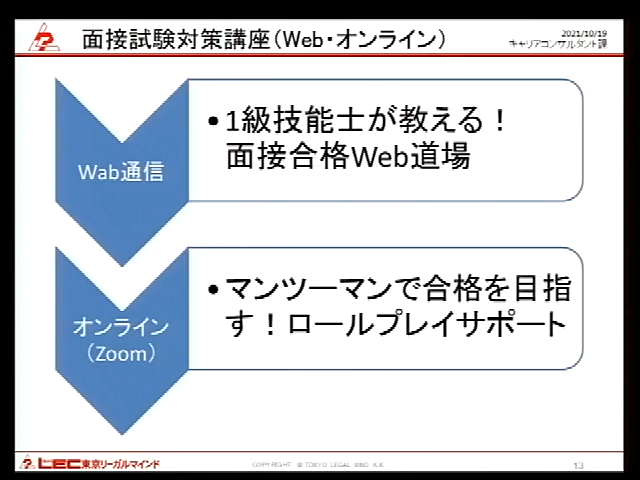 面接試験対策講座(Web・オンライン)
2021/10/19
キャリアコンサルタント課
Wab通信
•1級技能士が教える！
面接合格Web道場
オンライン
(Zoom)
•マンツーマンで合格を目指
す！ロールプレイサポート
LEC東京リーガルマインド
COPYRIGHT © TOKYO LEGAL MIND K.K
13